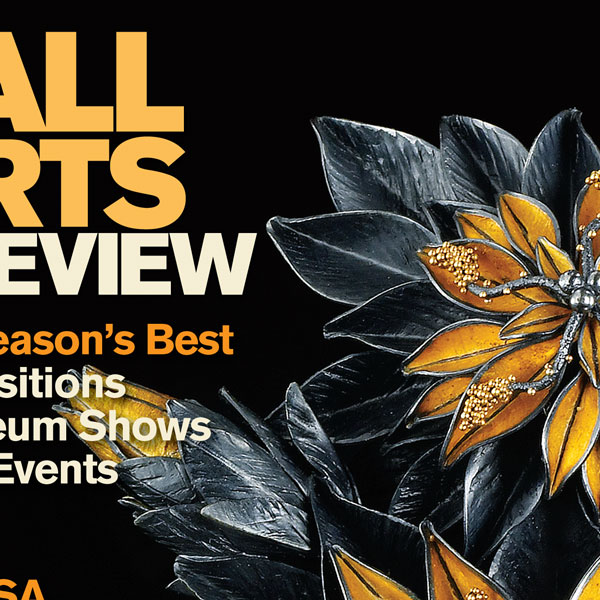 ALL
RTS
EVIEW
eason's Best
sitions
eum Shows
Events
SA